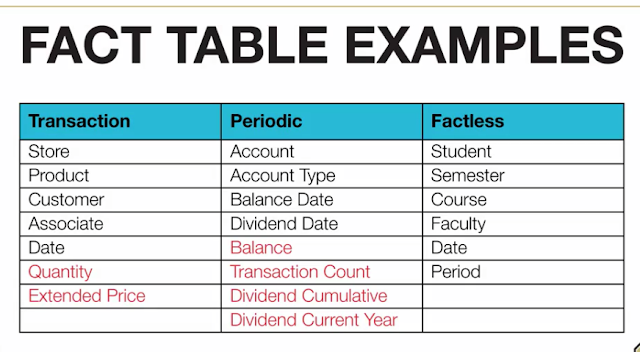 FACT TABLE EXAMPLES
Transaction Periodic Factless
Store Account Student
Product Account Type Semester
Customer Balance Date Course
Associate Dividend Date Faculty
Date Balance Date
Quantity Transaction Count Period
Extended Price Dividend Cumulative
Dividend Current Year